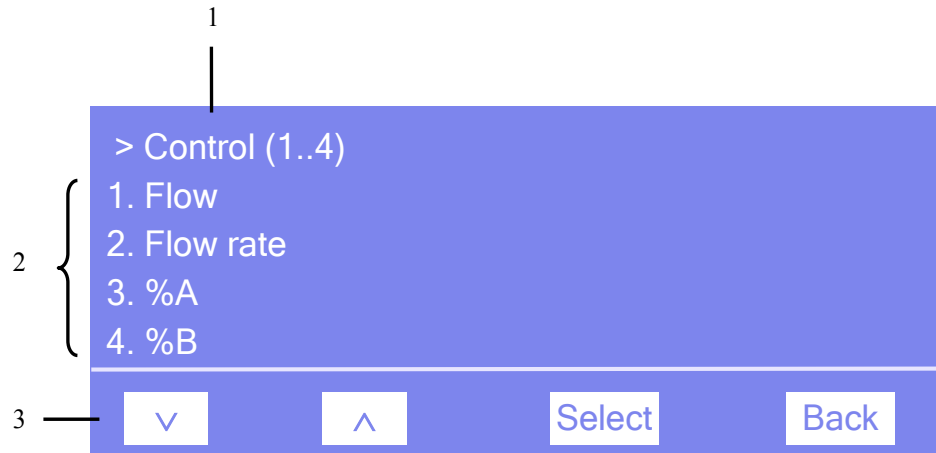 1
> Control (1..4)
1. Flow
2. Flow rate
2
3. %A
4. %B
3
∨ ∧ Select Back